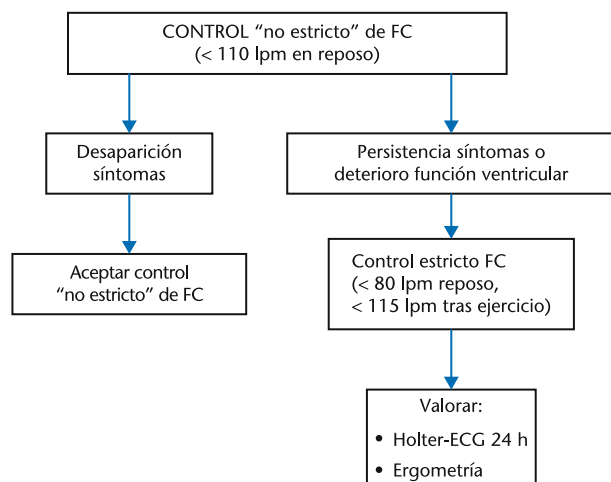 CONTROL “no estricto” de FC
(< 110 lpm en reposo)
Desaparición
síntomas
Persistencia síntomas o
deterioro función ventricular
Aceptar control
“no estricto” de FC
Control estricto FC
(< 80 lpm reposo,
< 115 lpm tras ejercicio)
Valorar:
• Holter-ECG 24 h
• Ergometría